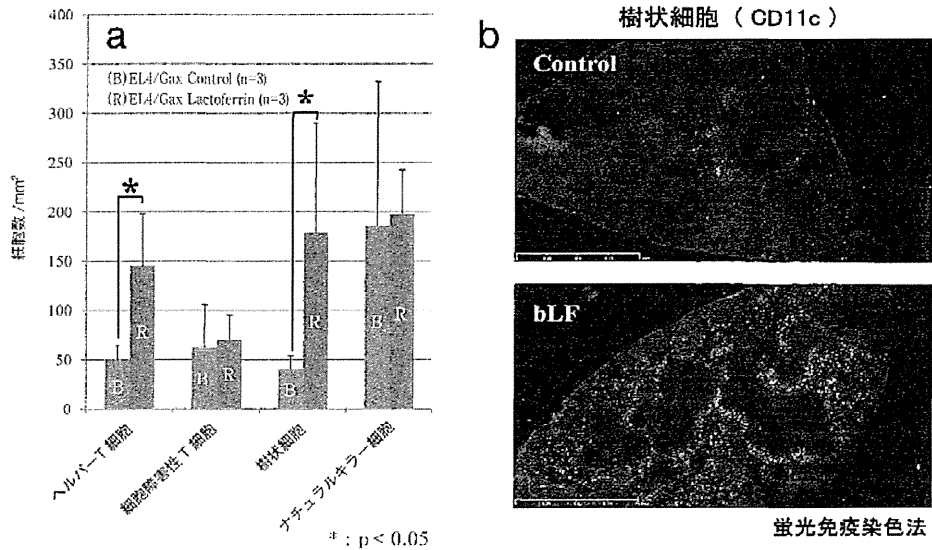 a
400
350
300
250
200
150
100
50
0
細胞数/mm²
(B)EL4/Gax Control (n=3)
(R)EL4/Gax Lactoferrin (n=3)
*
*
B
R
B
R
B
R
B
R
ヘルパーT細胞
細胞障害性T細胞
樹状細胞
ナチュラルキラー細胞
* : p < 0.05
b
樹状細胞 ( CD11c )
Control
bLF
蛍光免疫染色法